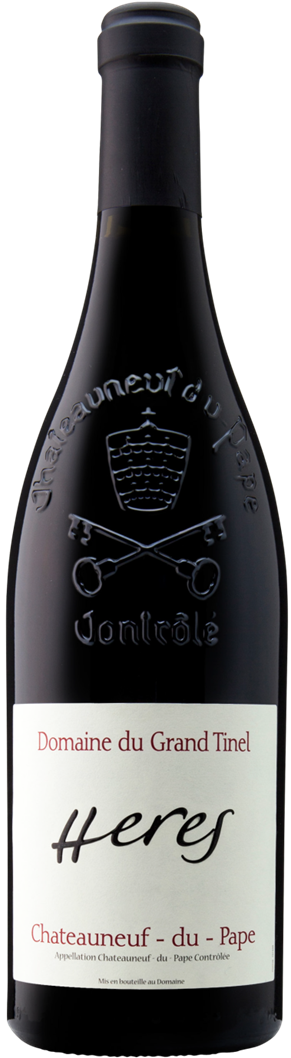 Chateauneuf du Pape
Contrôlé
Domaine du Grand Tinel
Heres
Chateauneuf - du - Pape
Appellation Chateauneuf - du - Pape Contrôlée
Mis en bouteille au Domaine